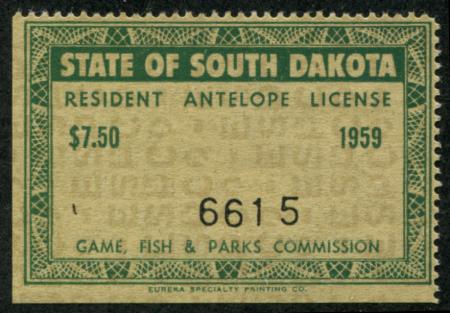 STATE OF SOUTH DAKOTA
RESIDENT ANTELOPE LICENSE
$7.50 1959
6615
GAME, FISH & PARKS COMMISSION
EUREKA SPECIALTY PRINTING CO.